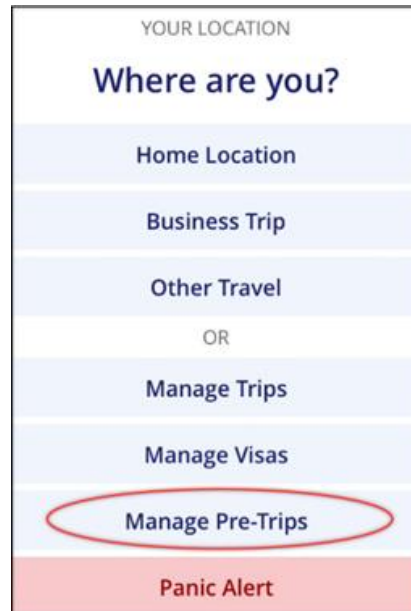 YOUR LOCATION
Where are you?
Home Location
Business Trip
Other Travel
OR
Manage Trips
Manage Visas
Manage Pre-Trips
Panic Alert